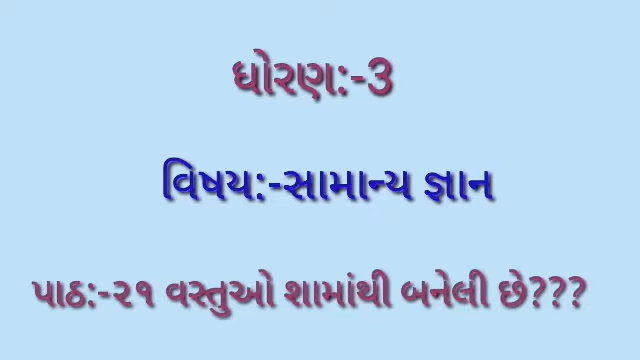 ધોરણ:-3
વિષય:-સામાન્ય જ્ઞાન
પાઠ:-૨૧ વસ્તુઓ શામાંથી બનેલી છે???